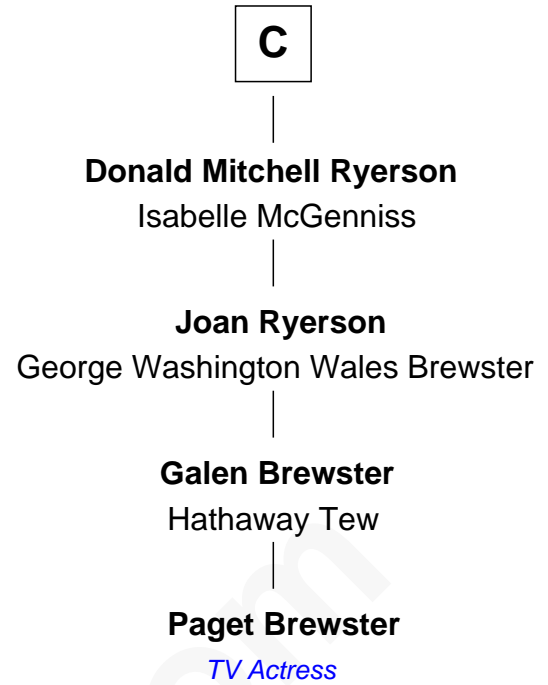 C
Donald Mitchell Ryerson
Isabelle McGenniss
Joan Ryerson
George Washington Wales Brewster
Galen Brewster
Hathaway Tew
Paget Brewster
TV Actress